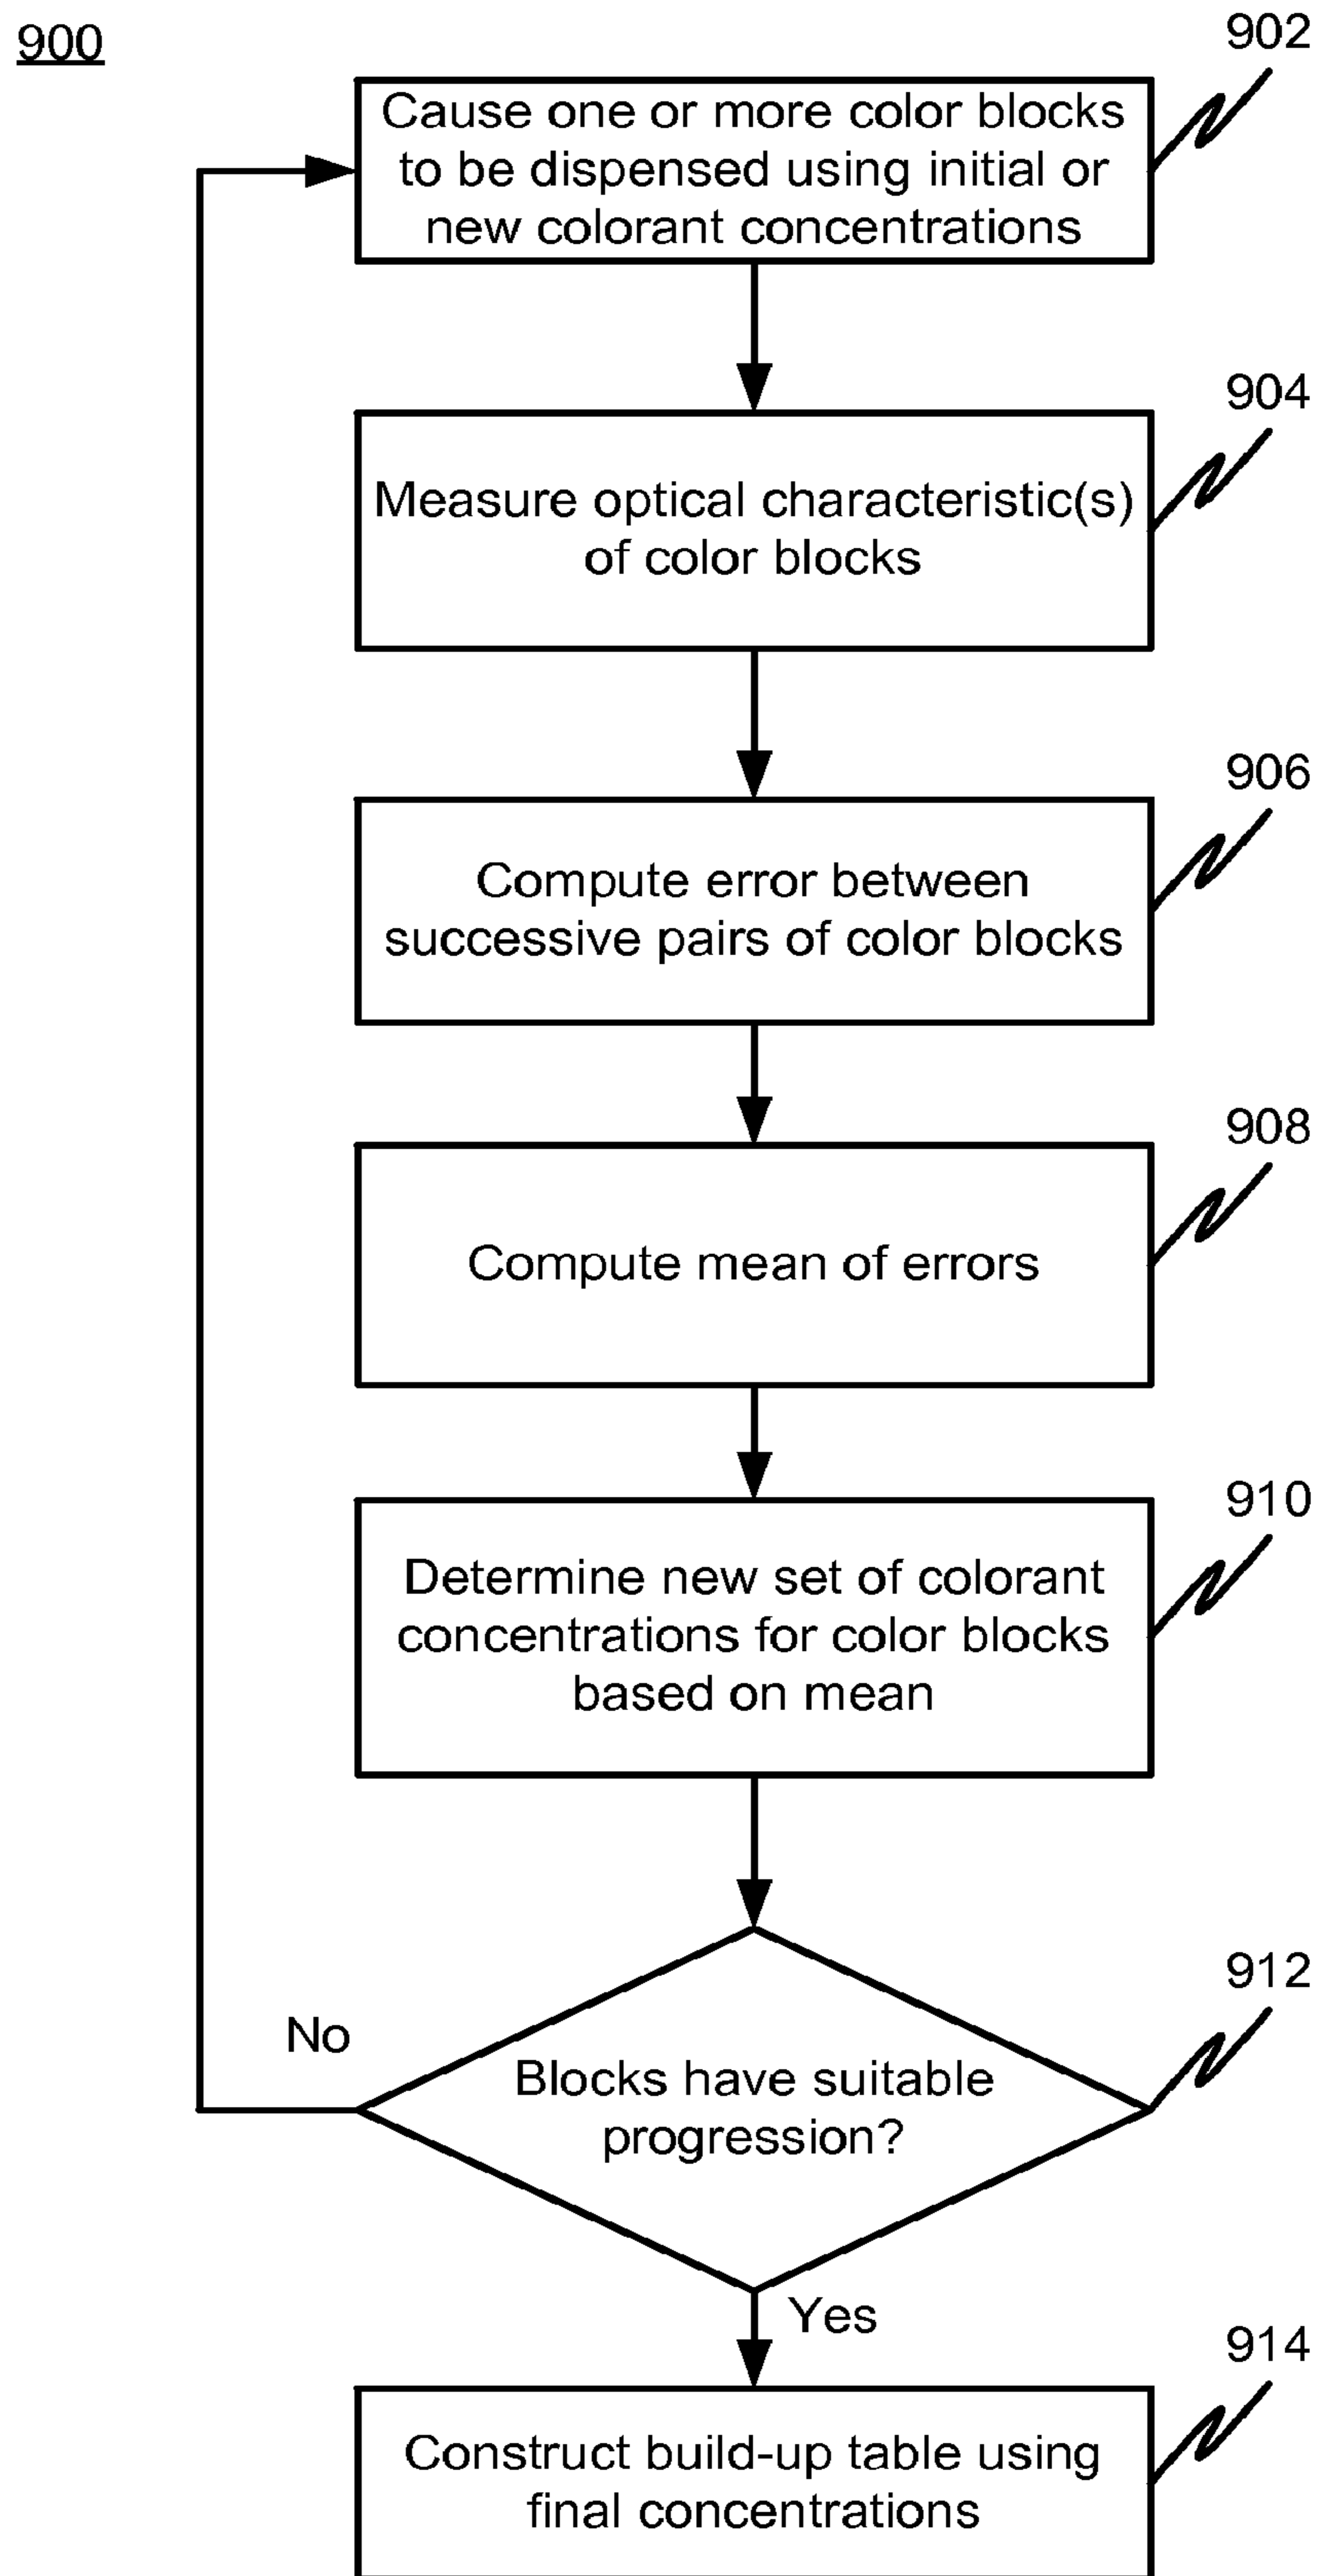 900
902
Cause one or more color blocks
to be dispensed using initial or
new colorant concentrations
904
Measure optical characteristic(s)
of color blocks
906
Compute error between
successive pairs of color blocks
908
Compute mean of errors
910
Determine new set of colorant
concentrations for color blocks
based on mean
912
No
Blocks have suitable
progression?
Yes
914
Construct build-up table using
final concentrations